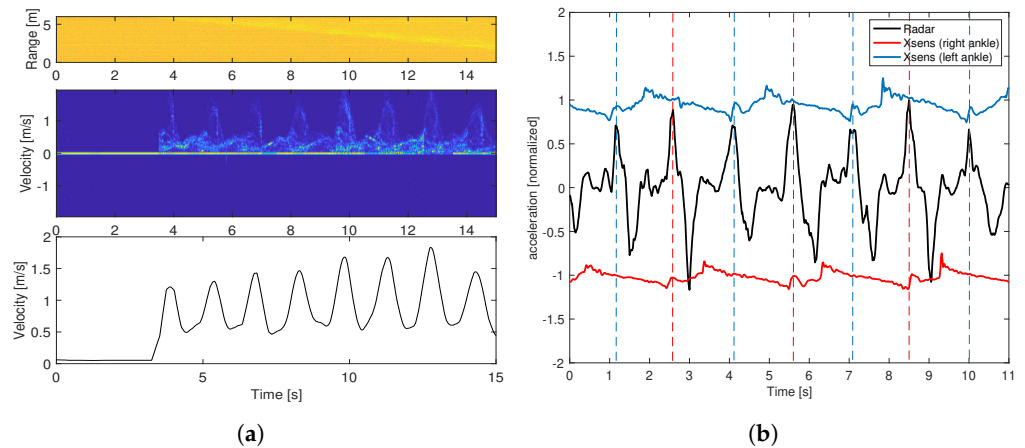 Range [m]
5
0
0 2 4 6 8 10 12 14
Velocity [m/s]
1
0
-1
0 2 4 6 8 10 12 14
Velocity [m/s]
2
1.5
1
0.5
0
0 5 10 15
Time [s]
(a)
acceleration [normalized]
2
1.5
1
0.5
0
-0.5
-1
-1.5
-2
Radar
Xsens (right ankle)
Xsens (left ankle)
0 1 2 3 4 5 6 7 8 9 10 11
Time [s]
(b)